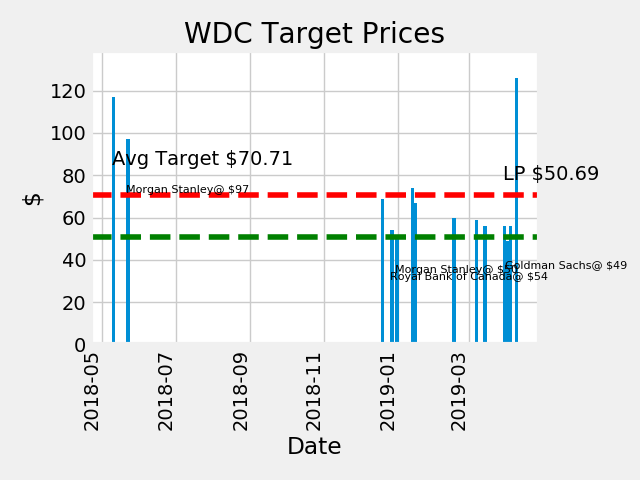 WDC Target Prices
120
100
80
60
40
20
0
$
Avg Target $70.71
LP $50.69
Morgan Stanley@ $97
Morgan Stanley@ $50
Goldman Sachs@ $49
Royal Bank of Canada@ $54
2018-05
2018-07
2018-09
2018-11
2019-01
2019-03
Date